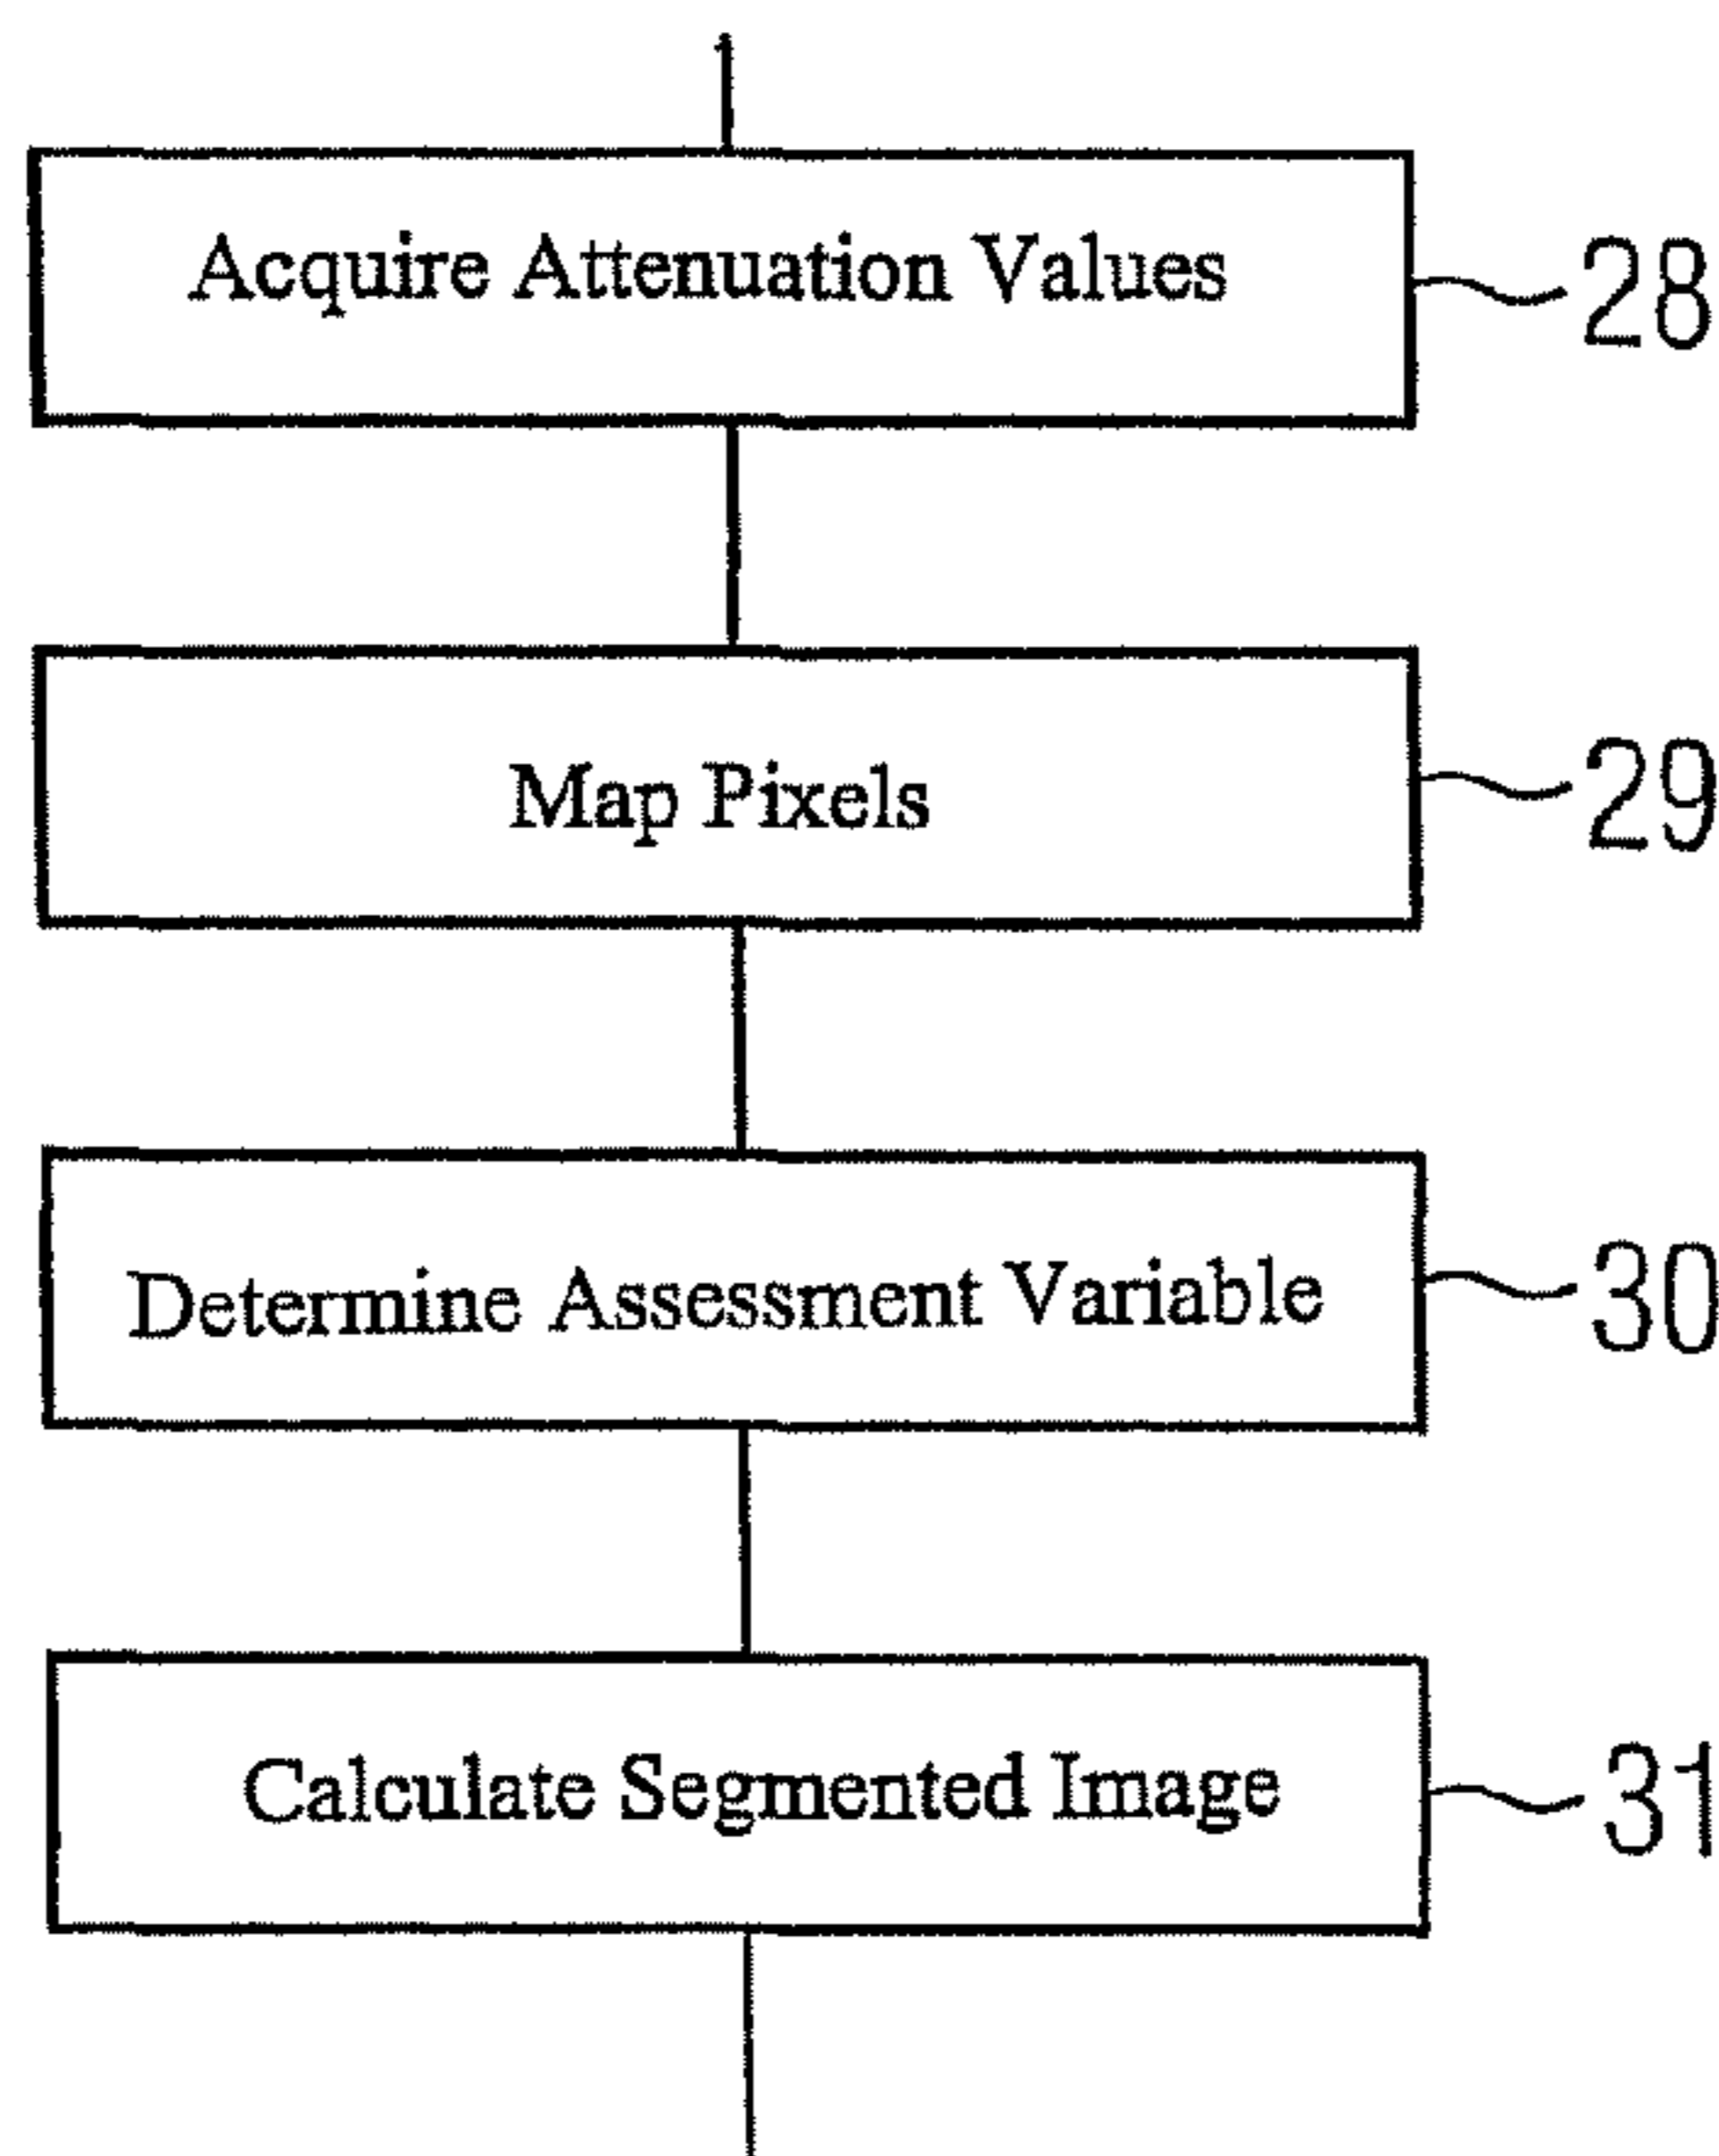 Acquire Attenuation Values
28
Map Pixels
29
Determine Assessment Variable
30
Calculate Segmented Image
31